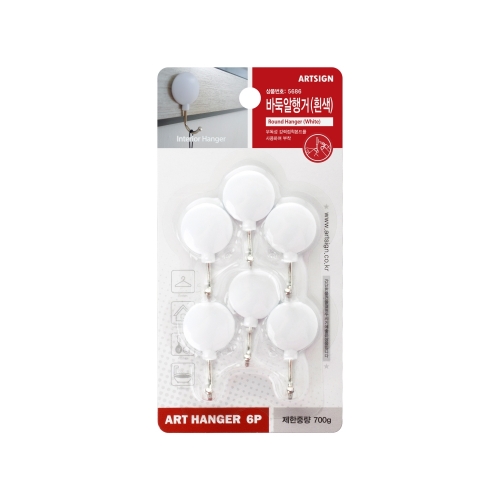 ARTSIGN
상품번호: 5686
바둑알행거(흰색)
Round Hanger (White)
Interior Hanger
www.artsign.co.kr
ART HANGER 6P
제한중량 700g